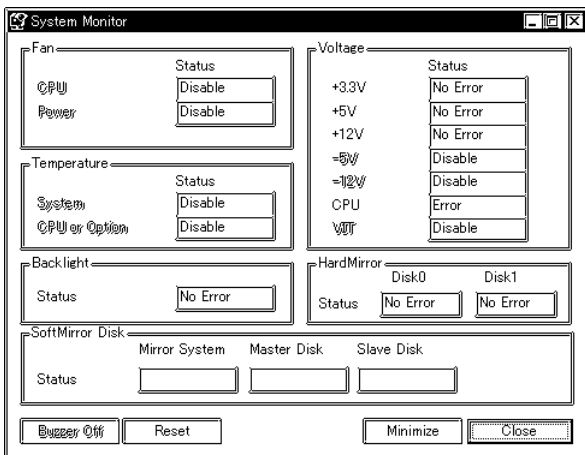 System Monitor
Fan
Status
CPU Disable
Power Disable
Temperature
Status
System Disable
CPU or Option Disable
Voltage
Status
+3.3V No Error
+5V No Error
+12V No Error
-5V Disable
-12V Disable
CPU Error
VTT Disable
Backlight
Status No Error
HardMirror
Disk0 Disk1
Status No Error No Error
SoftMirror Disk
Mirror System Master Disk Slave Disk
Status
Buzzer Off Reset Minimize Close